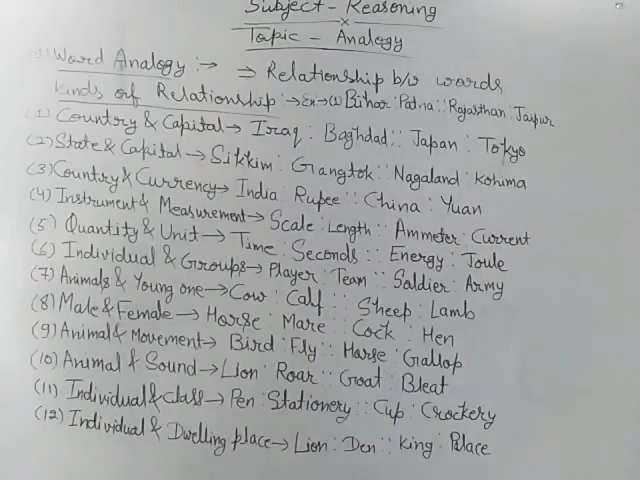 Subject - Reasoning
×
Topic - Analogy
(1) Word Analogy :→ ⇒ Relationship b/w words
Kinds of Relationship :→ Ex → (1) Bihar : Patna :: Rajasthan : Jaipur
(1) Country & Capital → Iraq : Baghdad :: Japan : Tokyo
(2) State & Capital → Sikkim : Gangtok :: Nagaland : Kohima
(3) Country & Currency → India : Rupee :: China : Yuan
(4) Instrument & Measurement → Scale : Length :: Ammeter : Current
(5) Quantity & Unit → Time : Seconds :: Energy : Joule
(6) Individual & Groups → Player : Team :: Saldier : Army
(7) Animals & Young one → Cow : Calf :: Sheep : Lamb
(8) Male & Female → Horse : Mare :: Cock : Hen
(9) Animal & Movement → Bird : Fly :: Horse : Gallop
(10) Animal & Sound → Lion : Roar :: Goat : Bleat
(11) Individual & Class → Pen : Stationery :: Cup : Crockery
(12) Individual & Dwelling place → Lion : Den :: King : Palace